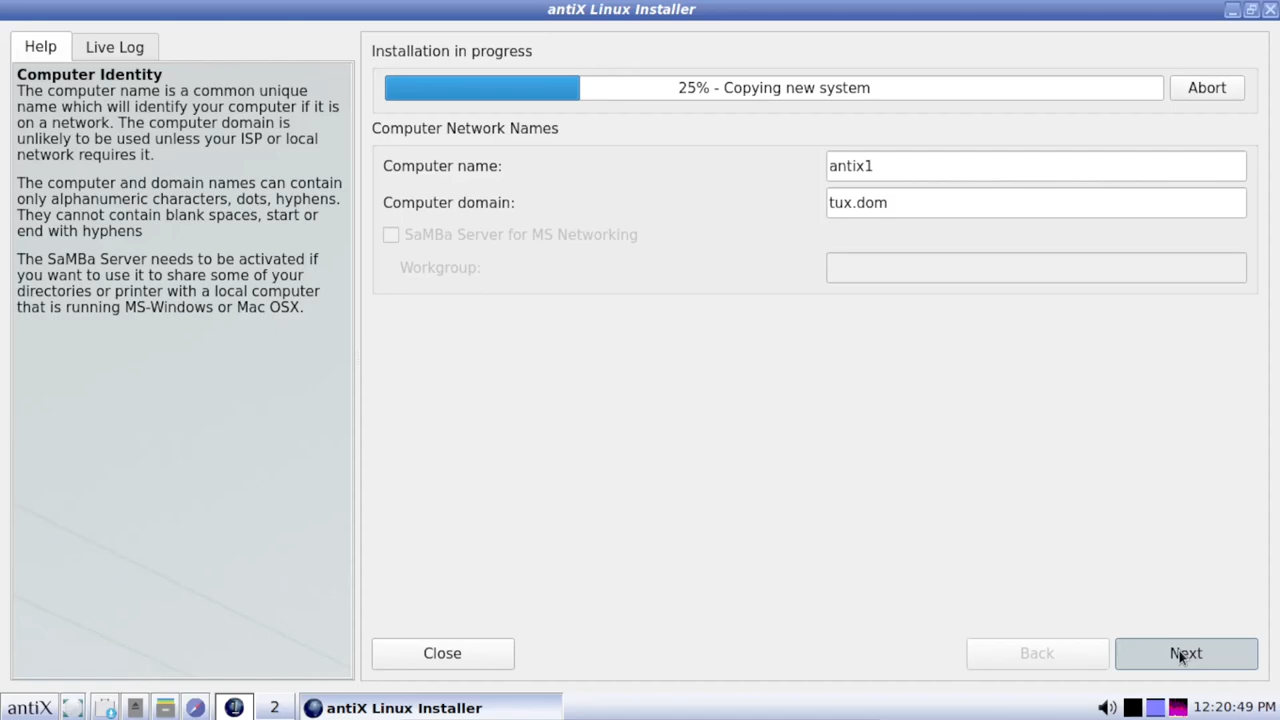 antiX Linux Installer
Help
Live Log
Computer Identity
The computer name is a common unique
name which will identify your computer if it is
on a network. The computer domain is
unlikely to be used unless your ISP or local
network requires it.
The computer and domain names can contain
only alphanumeric characters, dots, hyphens.
They cannot contain blank spaces, start or
end with hyphens
The SaMBa Server needs to be activated if
you want to use it to share some of your
directories or printer with a local computer
that is running MS-Windows or Mac OSX.
Installation in progress
25% - Copying new system
Abort
Computer Network Names
Computer name:
antix1
Computer domain:
tux.dom
SaMBa Server for MS Networking
Workgroup:
Close
Back
Next
antiX
1
2
antiX Linux Installer
12:20:49 PM